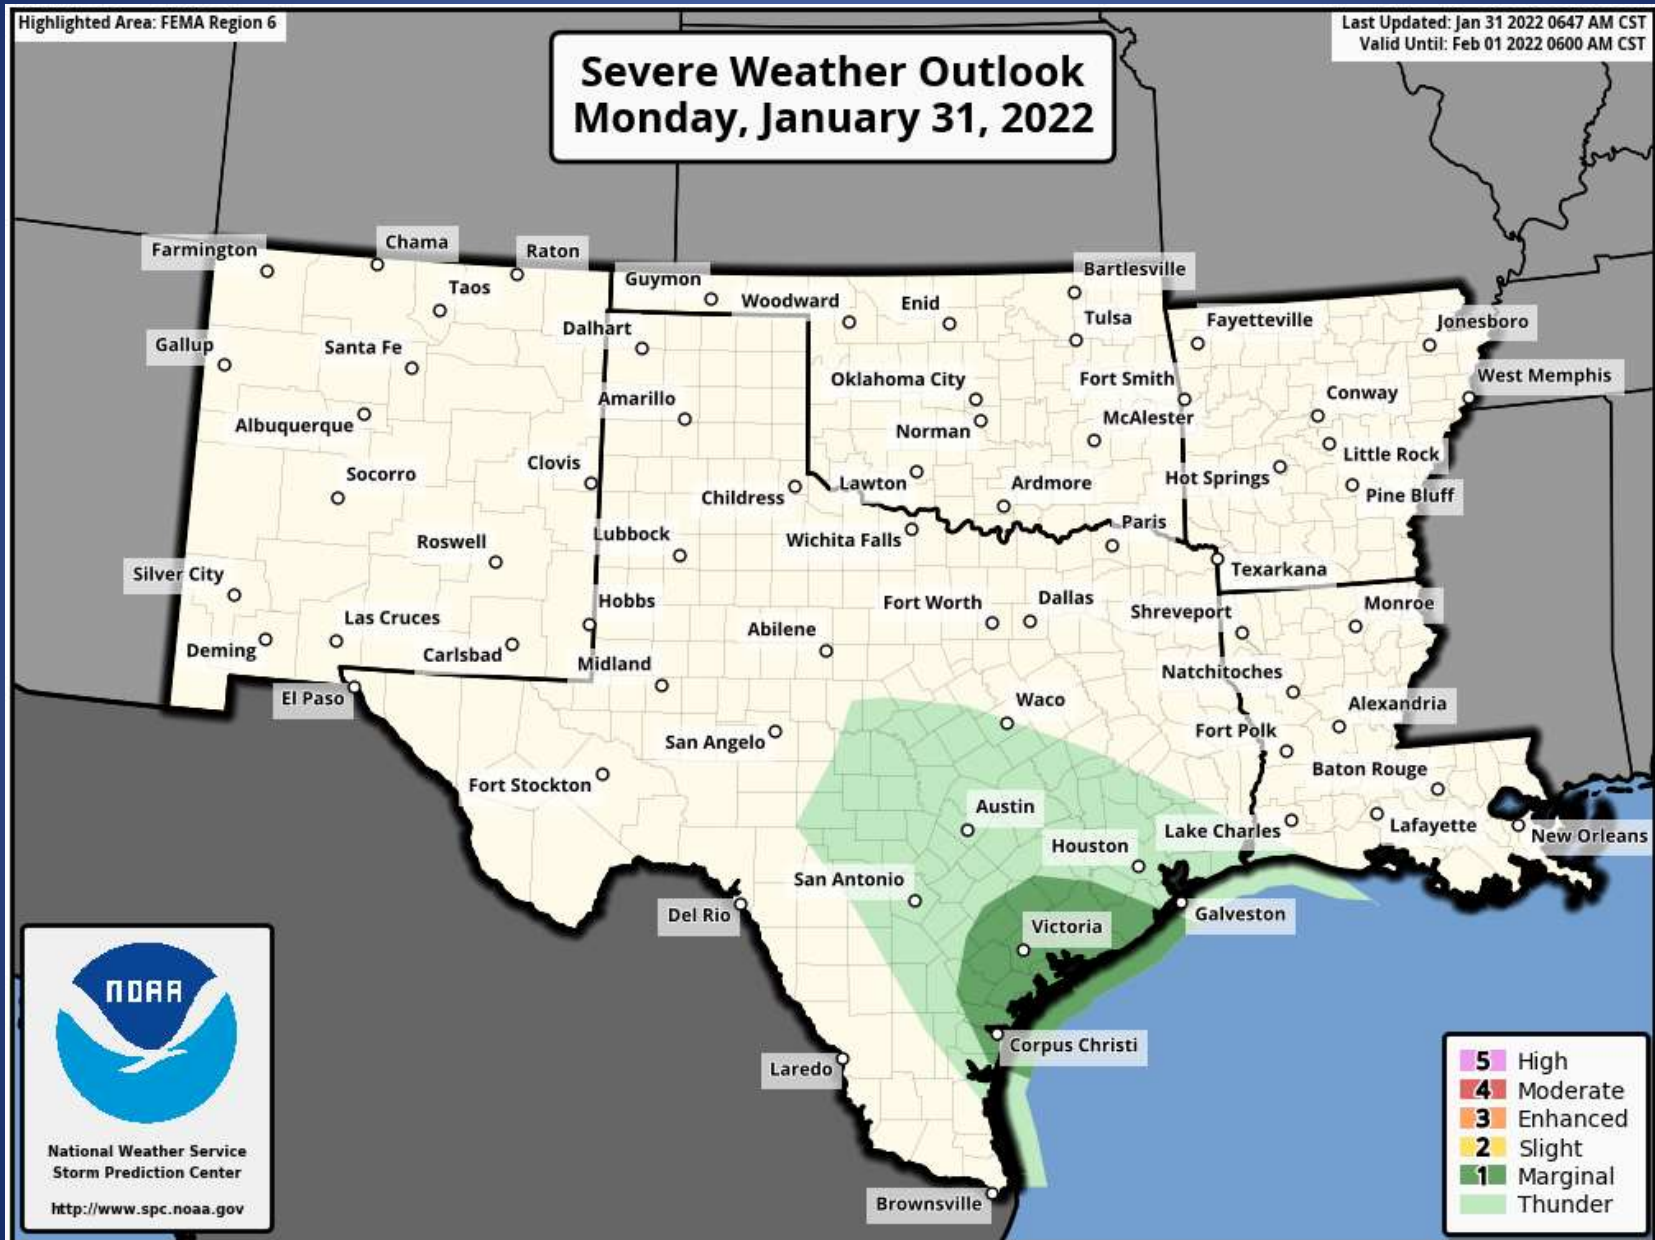 Highlighted Area: FEMA Region 6
Last Updated: Jan 31 2022 0647 AM CST
Valid Until: Feb 01 2022 0600 AM CST
Severe Weather Outlook
Monday, January 31, 2022
Farmington
Chama
Raton
Taos
Guymon
Woodward
Enid
Bartlesville
Tulsa
Fayetteville
Jonesboro
Gallup
Santa Fe
Dalhart
Oklahoma City
Fort Smith
West Memphis
Albuquerque
Amarillo
Norman
McAlester
Conway
Little Rock
Socorro
Clovis
Childress
Lawton
Ardmore
Hot Springs
Pine Bluff
Roswell
Lubbock
Wichita Falls
Paris
Texarkana
Silver City
Las Cruces
Hobbs
Abilene
Fort Worth
Dallas
Shreveport
Monroe
Deming
Carlsbad
Midland
Natchitoches
El Paso
San Angelo
Waco
Fort Polk
Alexandria
Fort Stockton
Austin
Baton Rouge
Houston
Lake Charles
Lafayette
New Orleans
San Antonio
Del Rio
Victoria
Galveston
Laredo
Corpus Christi
Brownsville
NOAA
National Weather Service
Storm Prediction Center
http://www.spc.noaa.gov
5 High
4 Moderate
3 Enhanced
2 Slight
1 Marginal
Thunder